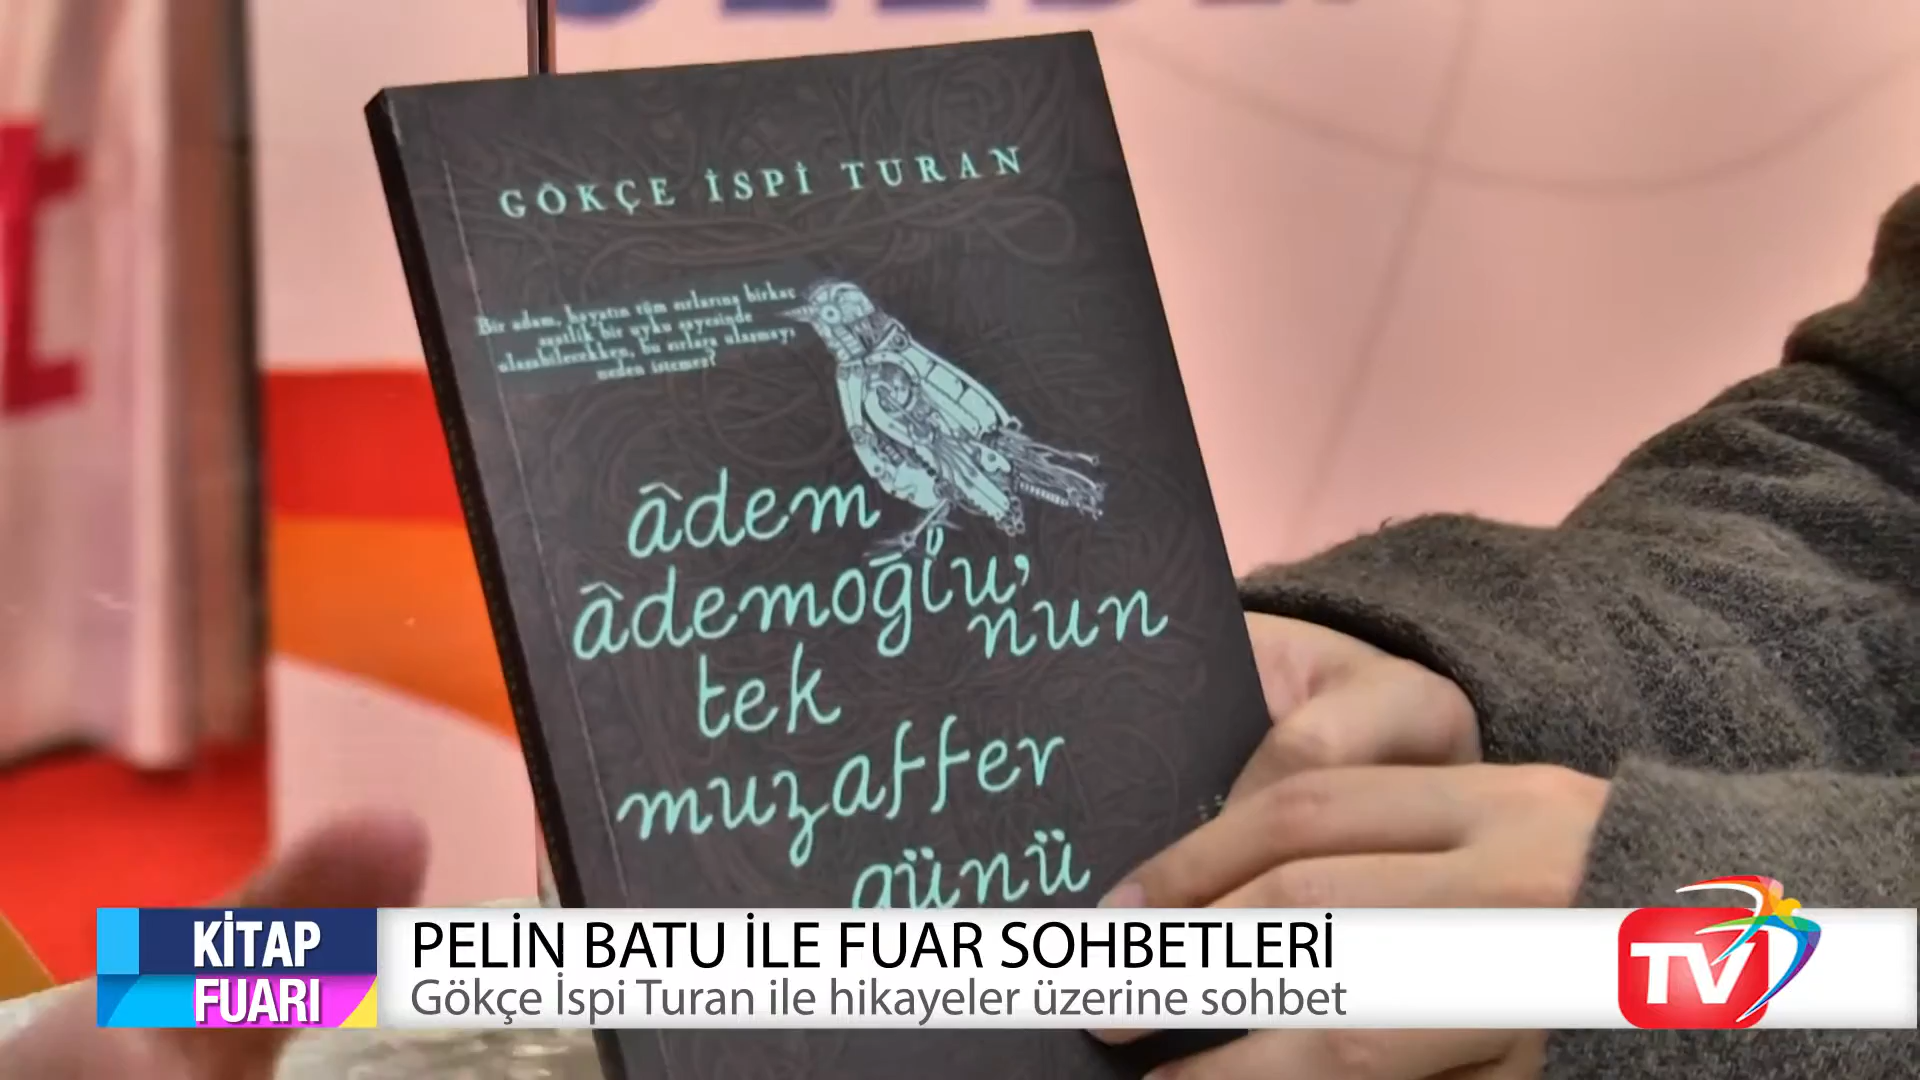 GÖKÇE İSPİ TURAN
Bir adam, hayatın tüm sırlarına birkaç
saatlik bir uyku sayesinde
ulaşabilecekken, bu sırlara ulaşmayı
neden istemez?
âdem
âdemoğlu'
nun
tek
muzaffer
günü
KİTAP
FUARI
PELİN BATU İLE FUAR SOHBETLERİ
Gökçe İspi Turan ile hikayeler üzerine sohbet
TV